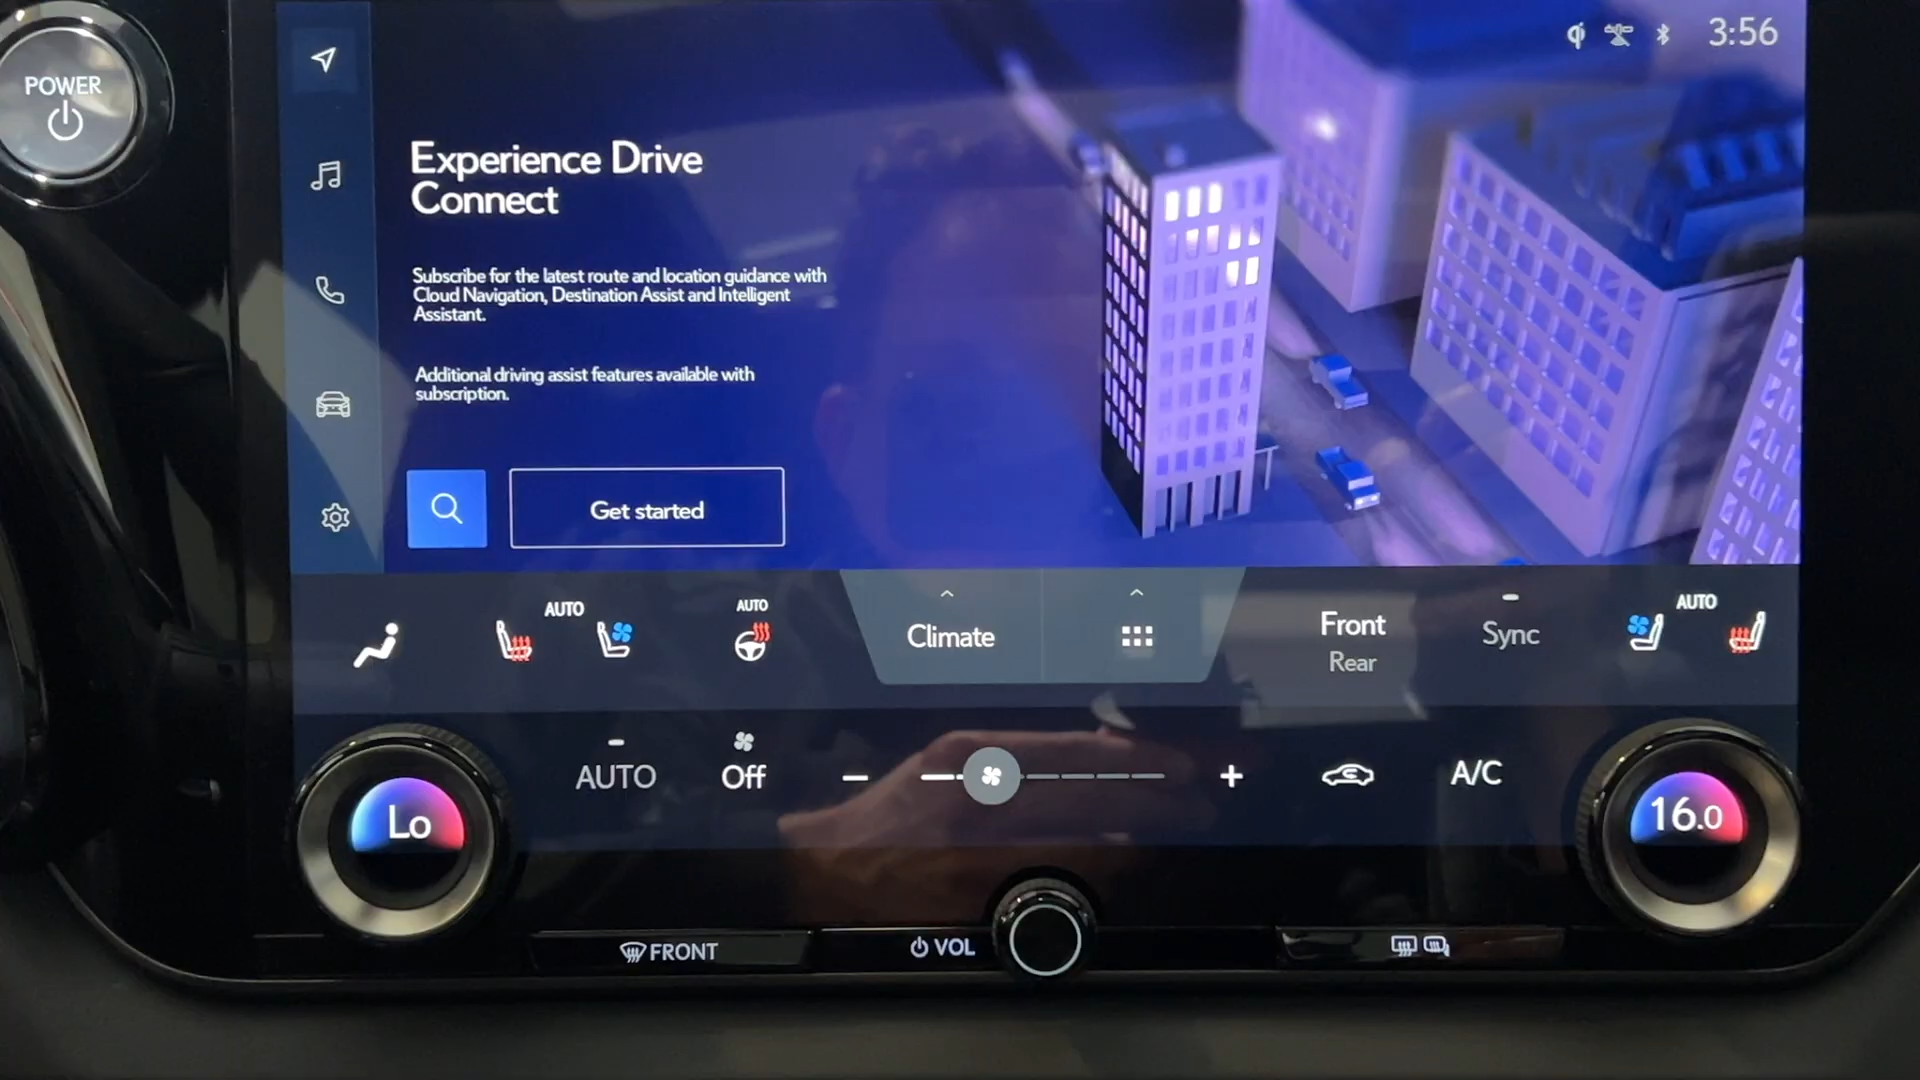 POWER
3:56
Experience Drive
Connect
Subscribe for the latest route and location guidance with
Cloud Navigation, Destination Assist and Intelligent
Assistant.
Additional driving assist features available with
subscription.
Get started
AUTO
AUTO
Climate
Front
Rear
Sync
AUTO
Lo
AUTO
Off
A/C
16.0
FRONT
VOL